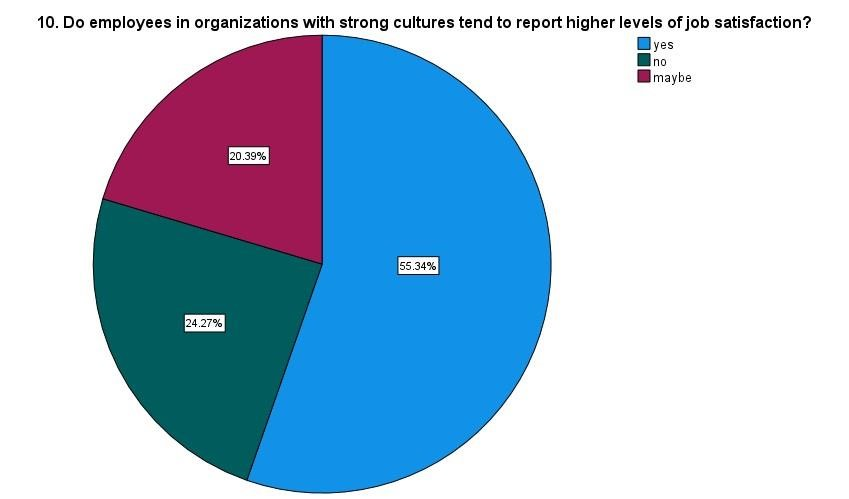 10. Do employees in organizations with strong cultures tend to report higher levels of job satisfaction?
yes
no
maybe
20.39%
55.34%
24.27%